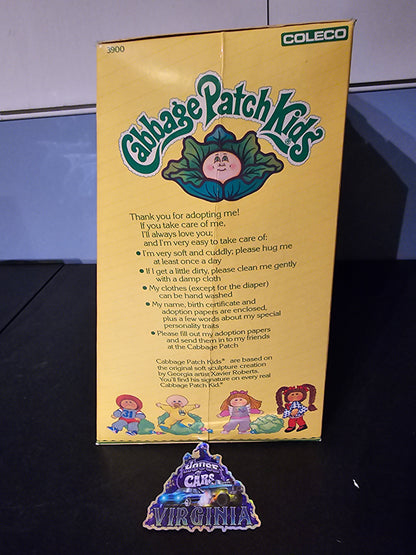 3900
COLECO
Cabbage Patch Kids
Thank you for adopting me!
If you take care of me,
I'll always love you;
and I'm very easy to take care of:
• I'm very soft and cuddly; please hug me
at least once a day
• If I get a little dirty, please clean me gently
with a damp cloth
• My clothes (except for the diaper)
can be hand washed
• My name, birth certificate and
adoption papers are enclosed,
plus a few words about my special
personality traits
• Please fill out my adoption papers
and send them in to my friends
at the Cabbage Patch
Cabbage Patch Kids® are based on
the original soft sculpture creation
by Georgia artist Xavier Roberts.
You'll find his signature on every real
Cabbage Patch Kid.®
CARS
VIRGINIA